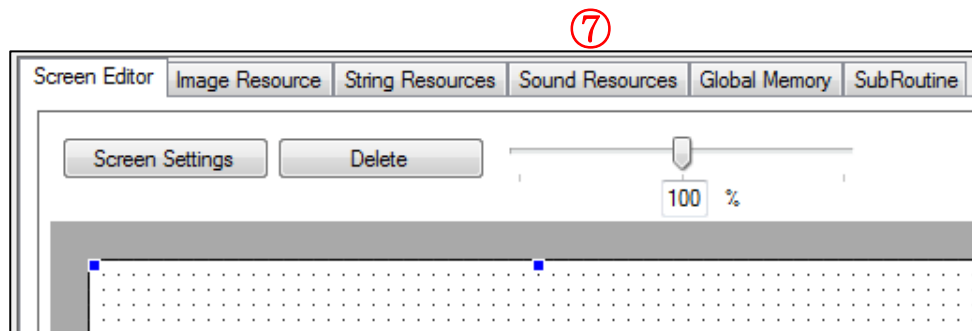 ⑦
Screen Editor Image Resource String Resources Sound Resources Global Memory SubRoutine
Screen Settings Delete
100 %